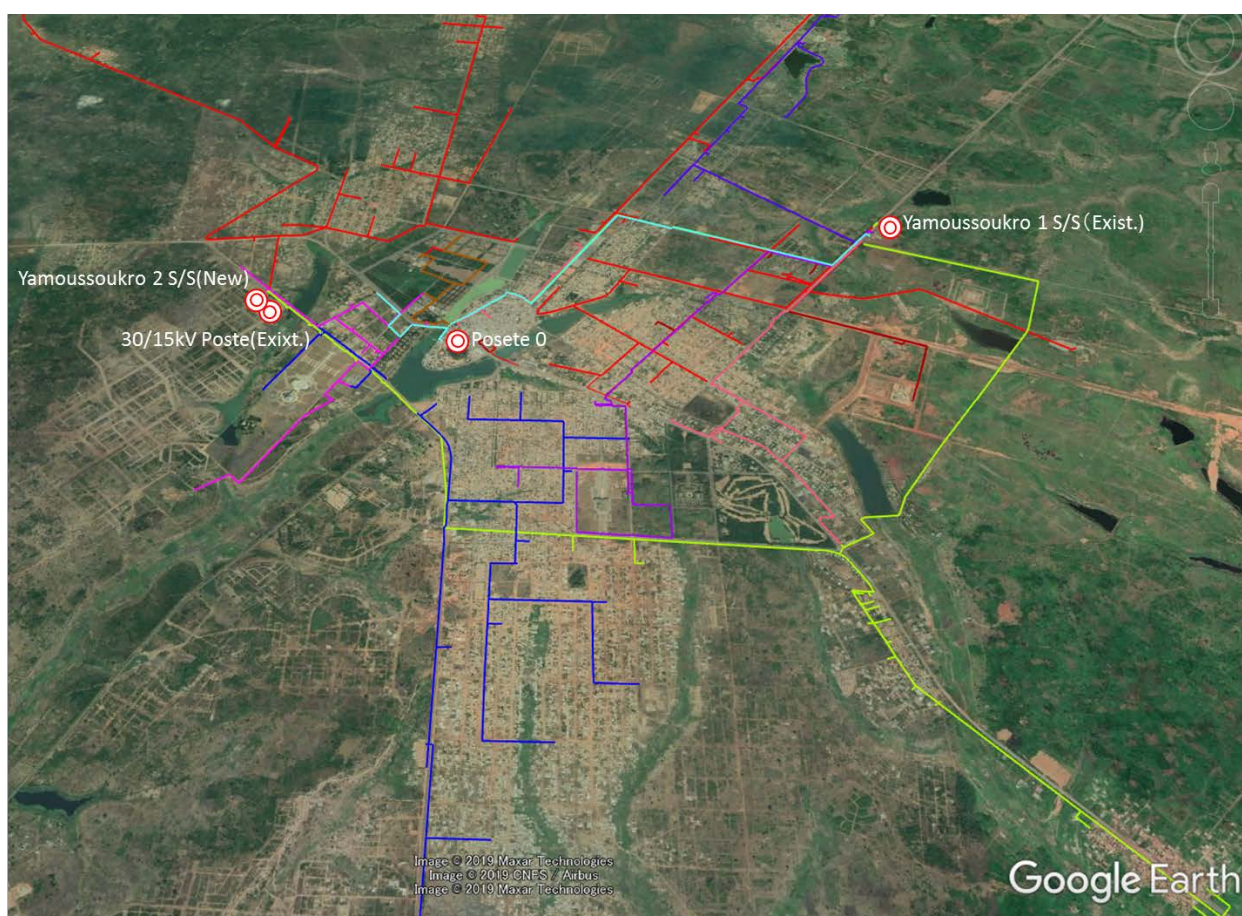 Yamoussoukro 1 S/S(Exist.)
Yamoussoukro 2 S/S(New)
30/15kV Poste(Exixt.)
Posete 0
Image © 2019 Maxar Technologies
Image © 2019 CNES / Airbus
Image © 2019 Maxar Technologies
Google Earth